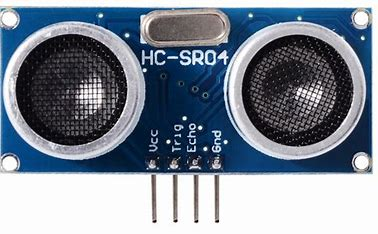 HC-SR04
Vcc
Trig
Echo
Gnd